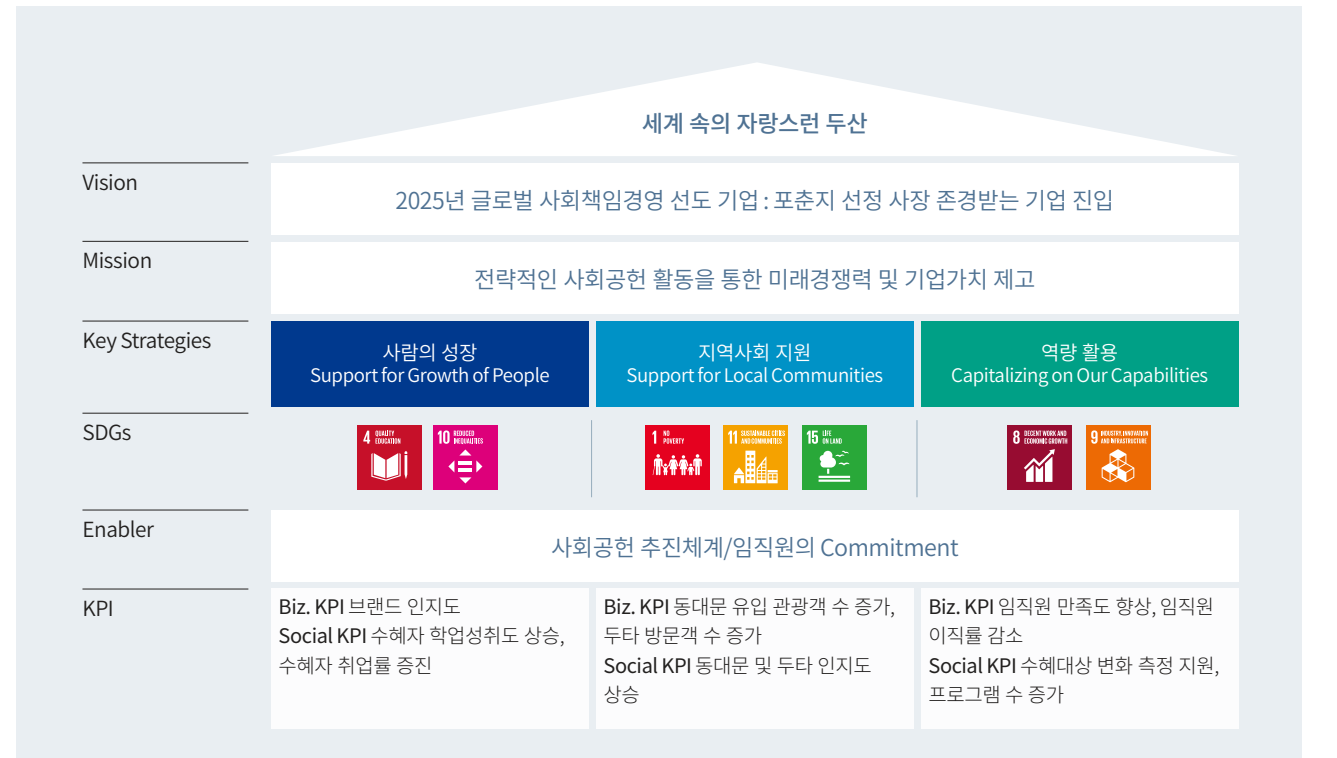 세계 속의 자랑스런 두산
Vision
2025년 글로벌 사회책임경영 선도 기업 : 포춘지 선정 사장 존경받는 기업 진입
Mission
전략적인 사회공헌 활동을 통한 미래경쟁력 및 기업가치 제고
Key Strategies
사람의 성장
Support for Growth of People
지역사회 지원
Support for Local Communities
역량 활용
Capitalizing on Our Capabilities
SDGs
4 QUALITY
EDUCATION
10 REDUCED
INEQUALITIES
1 NO
POVERTY
11 SUSTAINABLE CITIES
AND COMMUNITIES
15 LIFE
ON LAND
8 DECENT WORK AND
ECONOMIC GROWTH
9 INDUSTRY, INNOVATION
AND INFRASTRUCTURE
Enabler
사회공헌 추진체계/임직원의 Commitment
KPI
Biz. KPI 브랜드 인지도
Social KPI 수혜자 학업성취도 상승,
수혜자 취업률 증진
Biz. KPI 동대문 유입 관광객 수 증가,
두타 방문객 수 증가
Social KPI 동대문 및 두타 인지도
상승
Biz. KPI 임직원 만족도 향상, 임직원
이직률 감소
Social KPI 수혜대상 변화 측정 지원,
프로그램 수 증가